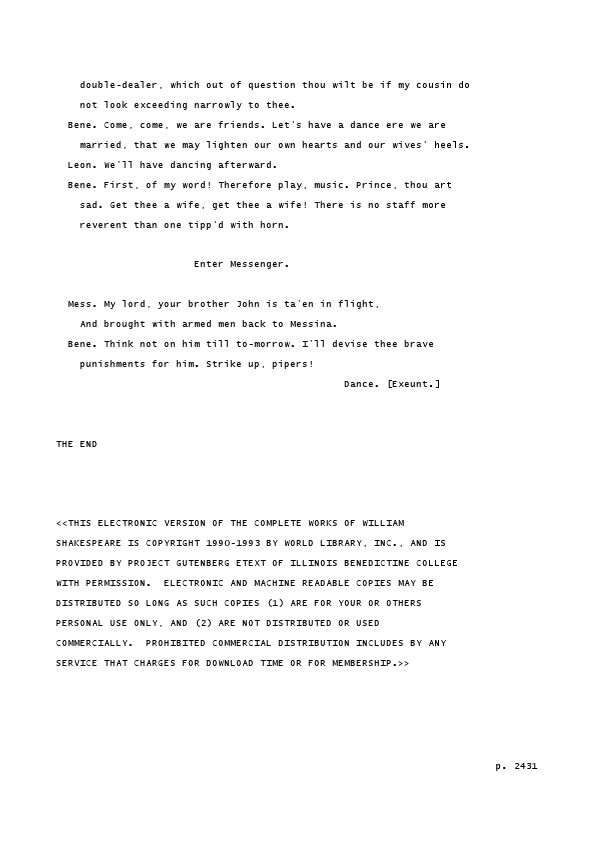 double-dealer, which out of question thou wilt be if my cousin do
not look exceeding narrowly to thee.
Bene. Come, come, we are friends. Let's have a dance ere we are
married, that we may lighten our own hearts and our wives' heels.
Leon. We'll have dancing afterward.
Bene. First, of my word! Therefore play, music. Prince, thou art
sad. Get thee a wife, get thee a wife! There is no staff more
reverent than one tipp'd with horn.
Enter Messenger.
Mess. My lord, your brother John is ta'en in flight,
And brought with armed men back to Messina.
Bene. Think not on him till to-morrow. I'll devise thee brave
punishments for him. Strike up, pipers!
Dance. [Exeunt.]
THE END
<<THIS ELECTRONIC VERSION OF THE COMPLETE WORKS OF WILLIAM
SHAKESPEARE IS COPYRIGHT 1990-1993 BY WORLD LIBRARY, INC., AND IS
PROVIDED BY PROJECT GUTENBERG ETEXT OF ILLINOIS BENEDICTINE COLLEGE
WITH PERMISSION.  ELECTRONIC AND MACHINE READABLE COPIES MAY BE
DISTRIBUTED SO LONG AS SUCH COPIES (1) ARE FOR YOUR OR OTHERS
PERSONAL USE ONLY, AND (2) ARE NOT DISTRIBUTED OR USED
COMMERCIALLY.  PROHIBITED COMMERCIAL DISTRIBUTION INCLUDES BY ANY
SERVICE THAT CHARGES FOR DOWNLOAD TIME OR FOR MEMBERSHIP.>>
p. 2431